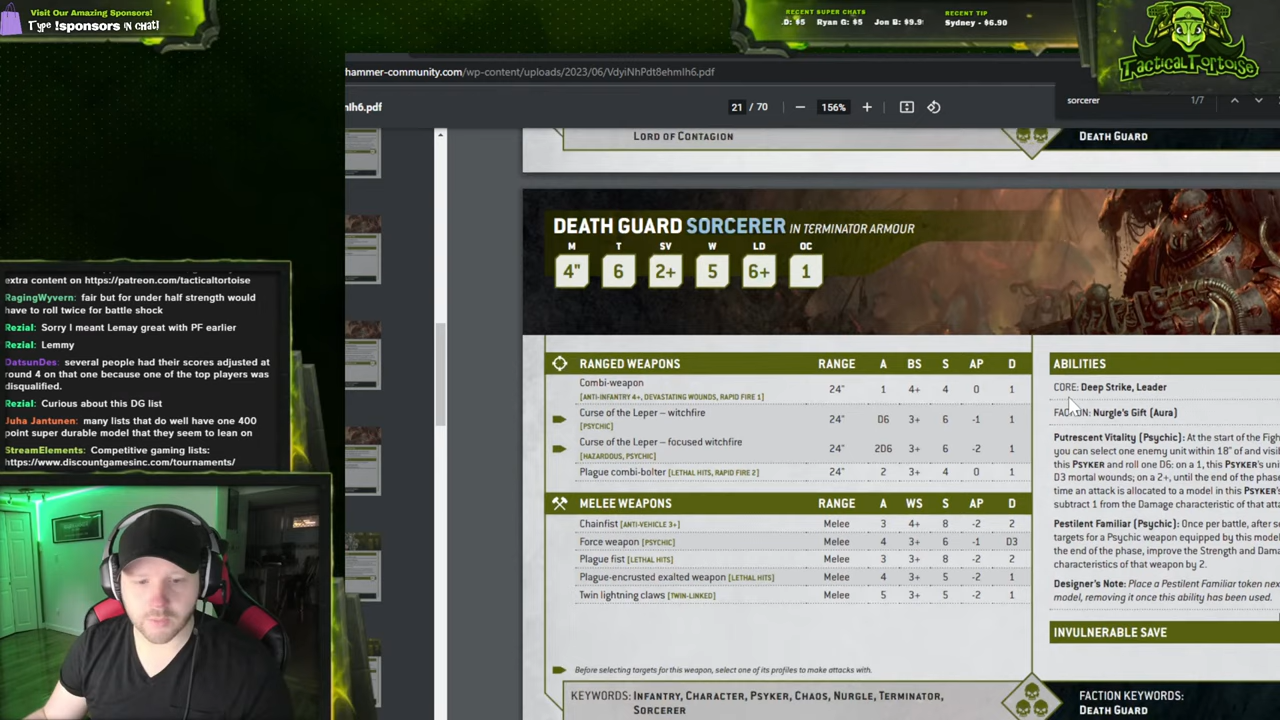 Visit Our Amazing Sponsors!
Type !sponsors in chat!
RECENT SUPER CHATS
.D: $5 Ryan G: $5 Jon B: $9.9
RECENT TIP
Sydney - $6.90
TacticalTortoise
hammer-community.com/wp-content/uploads/2023/06/VdyiNhPdt8ehmIh6.pdf
mIh6.pdf
21 / 70
156%
sorcerer
1/7
LORD OF CONTAGION
DEATH GUARD
DEATH GUARD SORCERER IN TERMINATOR ARMOUR
M T SV W LD OC
4" 6 2+ 5 6+ 1
RANGED WEAPONS RANGE A BS S AP D
Combi-weapon
[ANTI-INFANTRY 4+, DEVASTATING WOUNDS, RAPID FIRE 1]
24" 1 4+ 4 0 1
Curse of the Leper – witchfire
[PSYCHIC]
24" D6 3+ 6 -1 1
Curse of the Leper – focused witchfire
[HAZARDOUS, PSYCHIC]
24" 2D6 3+ 6 -2 1
Plague combi-bolter [LETHAL HITS, RAPID FIRE 2] 24" 2 3+ 4 0 1
MELEE WEAPONS RANGE A WS S AP D
Chainfist [ANTI-VEHICLE 3+] Melee 3 4+ 8 -2 2
Force weapon [PSYCHIC] Melee 4 3+ 6 -1 D3
Plague fist [LETHAL HITS] Melee 3 3+ 8 -2 2
Plague-encrusted exalted weapon [LETHAL HITS] Melee 4 3+ 5 -2 1
Twin lightning claws [TWIN-LINKED] Melee 5 3+ 5 -2 1
Before selecting targets for this weapon, select one of its profiles to make attacks with.
KEYWORDS: INFANTRY, CHARACTER, PSYKER, CHAOS, NURGLE, TERMINATOR,
SORCERER
ABILITIES
CORE: Deep Strike, Leader
FACTION: Nurgle's Gift (Aura)
Putrescent Vitality (Psychic): At the start of the Figh
you can select one enemy unit within 18" of and visib
this PSYKER and roll one D6: on a 1, this PSYKER's uni
D3 mortal wounds; on a 2+, until the end of the phase
time an attack is allocated to a model in this PSYKER'S
subtract 1 from the Damage characteristic of that atta
Pestilent Familiar (Psychic): Once per battle, after s
targets for a Psychic weapon equipped by this model
the end of the phase, improve the Strength and Dama
characteristics of that weapon by 2.
Designer's Note: Place a Pestilent Familiar token nex
model, removing it once this ability has been used.
INVULNERABLE SAVE
FACTION KEYWORDS:
DEATH GUARD
extra content on https://patreon.com/tacticaltortoise
RagingWyvern: fair but for under half strength would
have to roll twice for battle shock
Rezial: Sorry I meant Lemay great with PF earlier
Rezial: Lemmy
DatsunDes: several people had their scores adjusted at
round 4 on that one because one of the top players was
disqualified.
Rezial: Curious about this DG list
Juha Jantunen: many lists that do well have one 400
point super durable model that they seem to lean on
StreamElements: Competitive gaming lists:
https://www.discountgamesinc.com/tournaments/